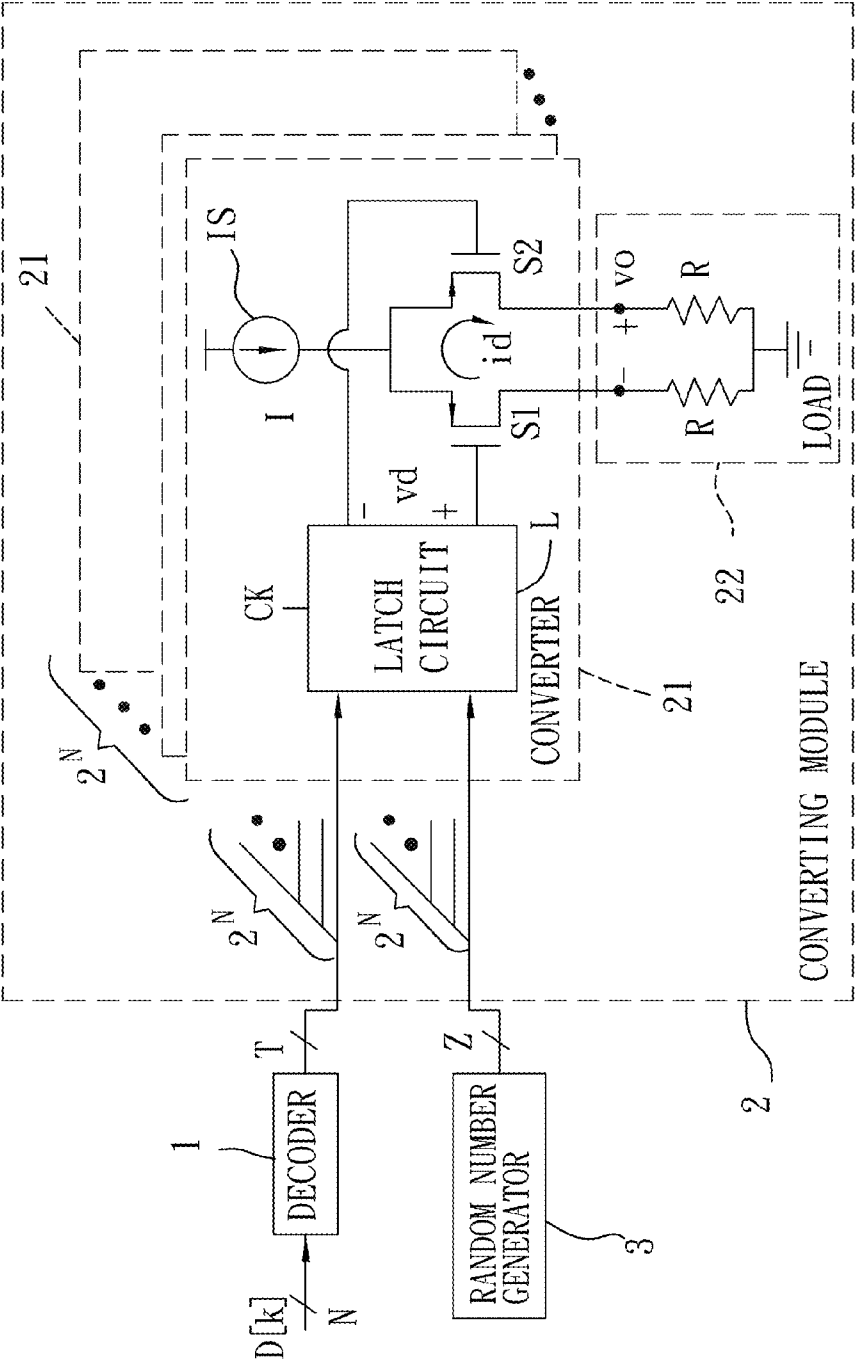 D[k]
N
1
DECODER
T
RANDOM NUMBER
GENERATOR
3
Z
2
CONVERTING MODULE
2^N
2^N
2^N
21
CK
LATCH
CIRCUIT
L
CONVERTER
21
-
vd
+
I
IS
id
S1
S2
-
+
vo
R
R
LOAD
22